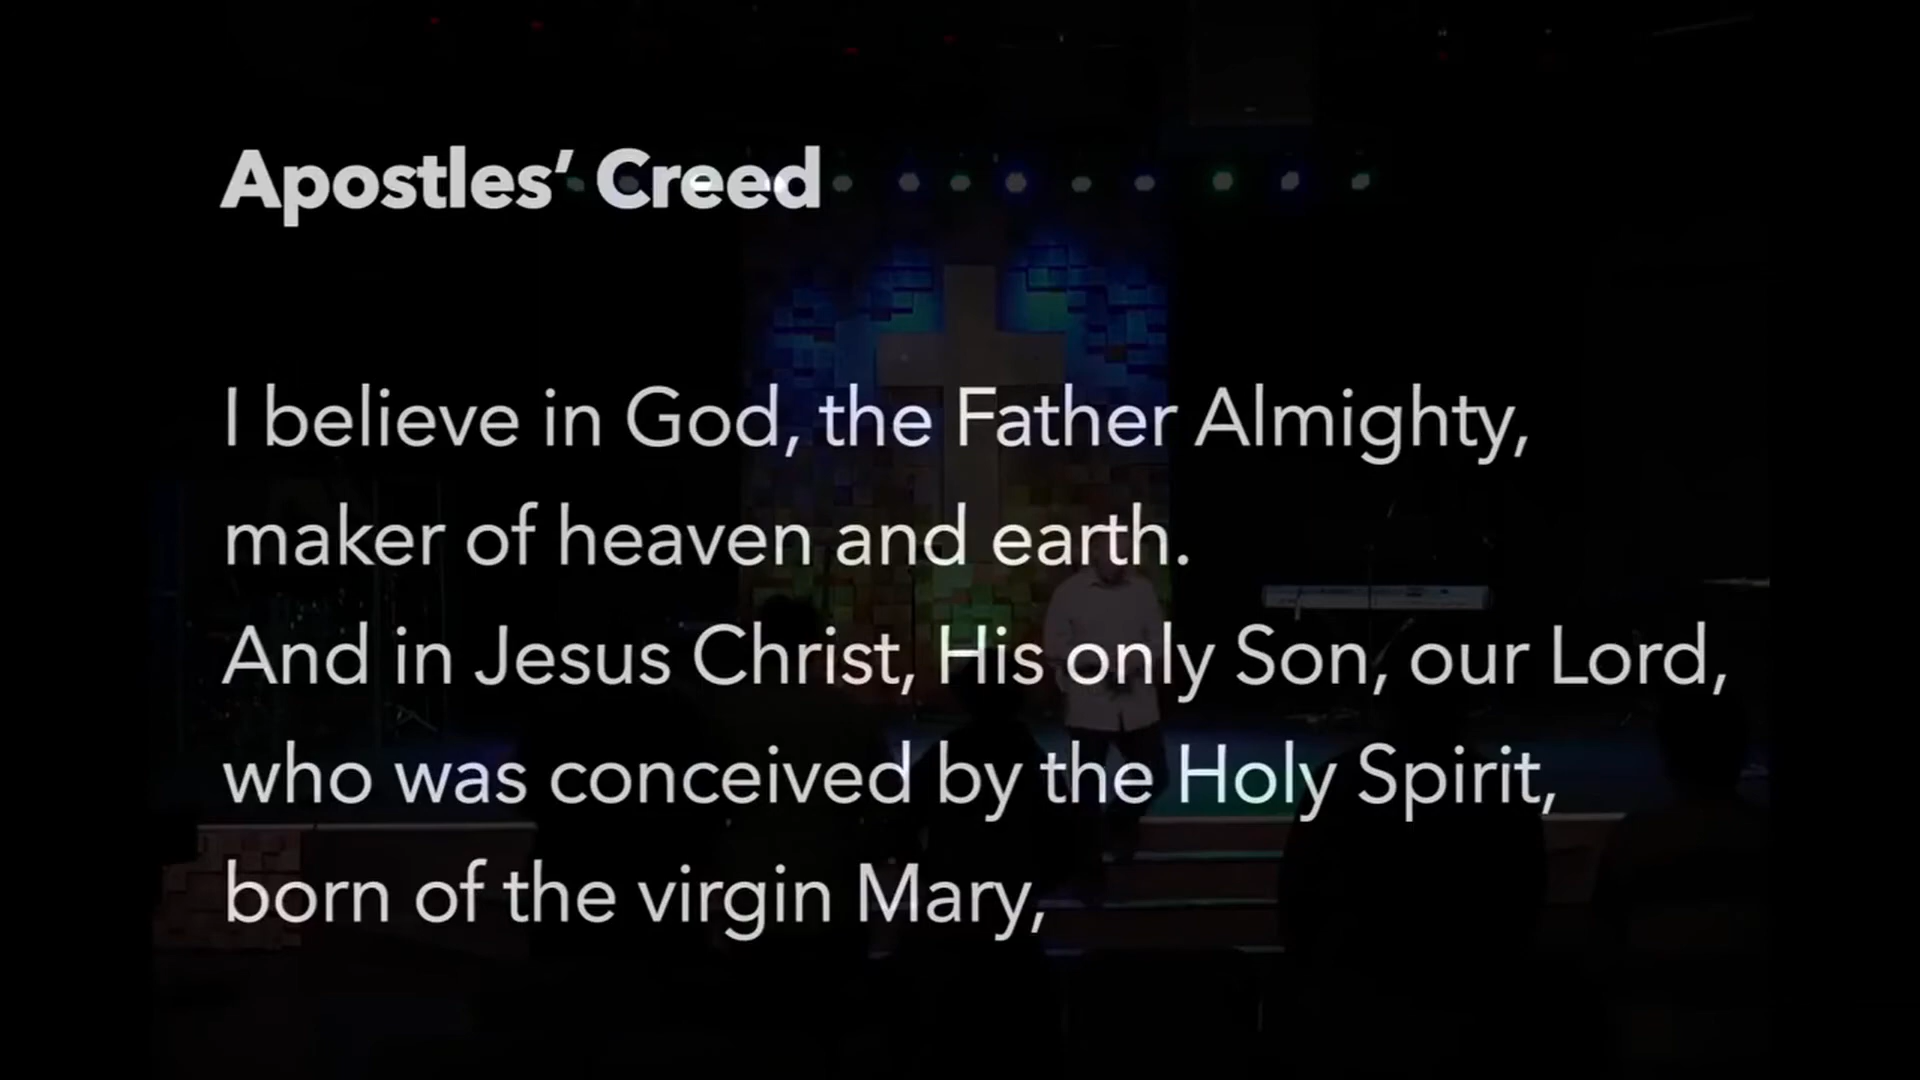 Apostles’ Creed
I believe in God, the Father Almighty,
maker of heaven and earth.
And in Jesus Christ, His only Son, our Lord,
who was conceived by the Holy Spirit,
born of the virgin Mary,